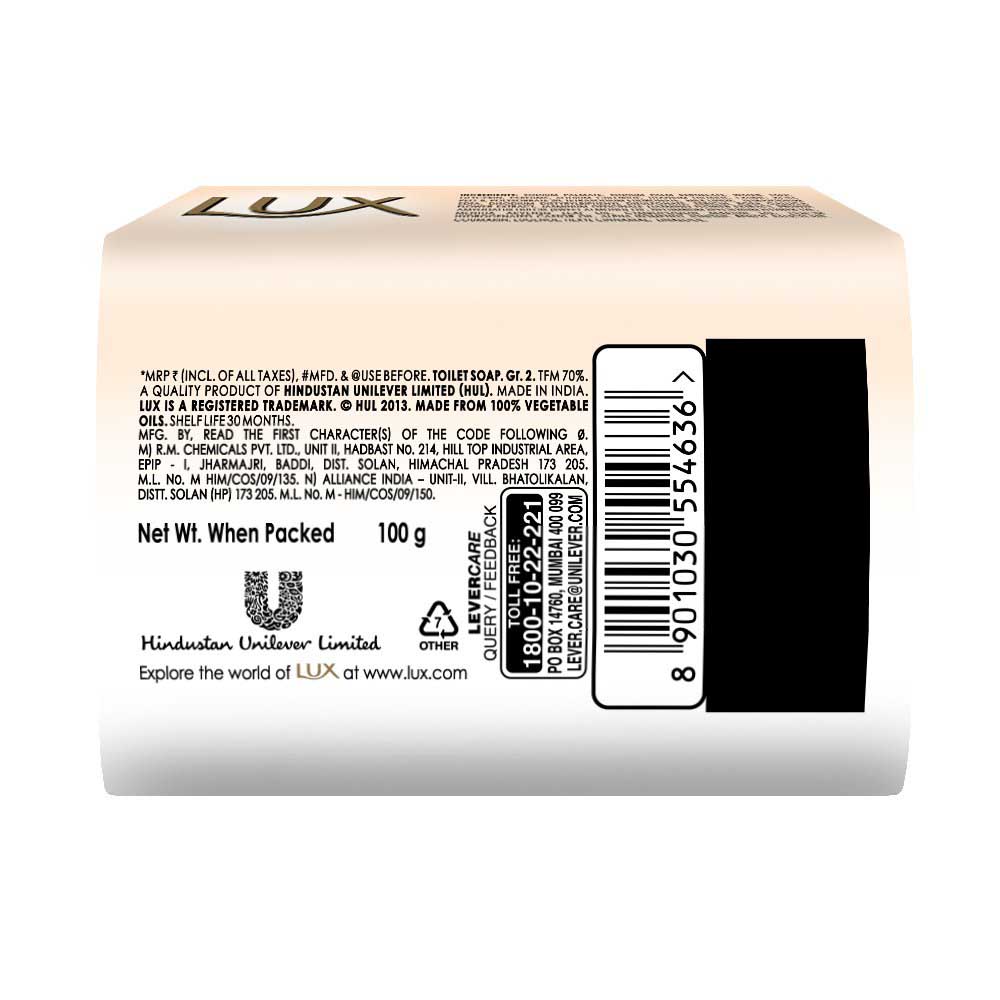 LUX
INGREDIENTS: SODIUM PALMATE, SODIUM PALM KERNELATE, WATER,
*MRP ₹ (INCL. OF ALL TAXES), #MFD. & @USE BEFORE. TOILET SOAP. Gr. 2. TFM 70%.
A QUALITY PRODUCT OF HINDUSTAN UNILEVER LIMITED (HUL). MADE IN INDIA.
LUX IS A REGISTERED TRADEMARK. © HUL 2013. MADE FROM 100% VEGETABLE
OILS. SHELF LIFE 30 MONTHS.
MFG. BY, READ THE FIRST CHARACTER(S) OF THE CODE FOLLOWING Ø.
M) R.M. CHEMICALS PVT. LTD., UNIT II, HADBAST No. 214, HILL TOP INDUSTRIAL AREA,
EPIP - I, JHARMAJRI, BADDI, DIST. SOLAN, HIMACHAL PRADESH 173 205.
M.L. No. M HIM/COS/09/135. N) ALLIANCE INDIA – UNIT-II, VILL. BHATOLIKALAN,
DISTT. SOLAN (HP) 173 205. M.L. No. M - HIM/COS/09/150.
Net Wt. When Packed 100 g
Hindustan Unilever Limited
Explore the world of LUX at www.lux.com
7
OTHER
LEVERCARE
QUERY / FEEDBACK
TOLL FREE:
1800-10-22-221
PO BOX 14760, MUMBAI 400 099
LEVER.CARE@UNILEVER.COM
8 901030 554636 >